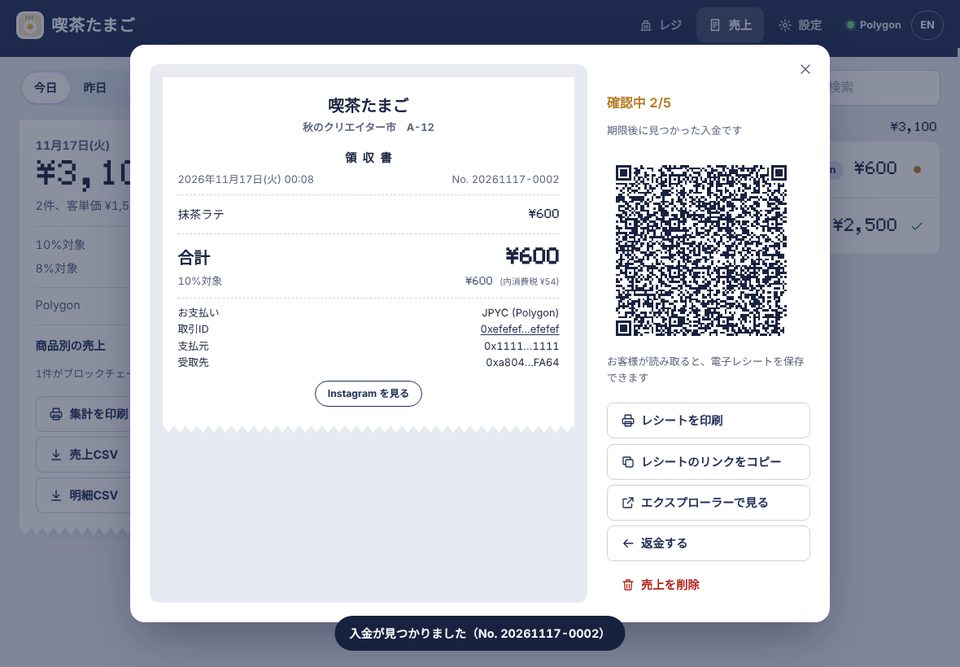 喫茶たまご
レジ
売上
設定
Polygon
EN
今日
昨日
検索
11月17日(火)
¥3,10
2件、客単価 ¥1,5
10%対象
8%対象
Polygon
商品別の売上
1件がブロックチェー
集計を印刷
売上CSV
明細CSV
¥3,100
n
¥600
¥2,500
喫茶たまご
秋のクリエイター市 A-12
領収書
2026年11月17日(火) 00:08
No. 20261117-0002
抹茶ラテ
¥600
合計
¥600
10%対象
¥600 (内消費税 ¥54)
お支払い
JPYC (Polygon)
取引ID
0xefefef…efefef
支払元
0x1111…1111
受取先
0xa804…FA64
Instagram を見る
確認中 2/5
期限後に見つかった入金です
お客様が読み取ると、電子レシートを保存
できます
レシートを印刷
レシートのリンクをコピー
エクスプローラーで見る
返金する
売上を削除
入金が見つかりました（No. 20261117-0002）